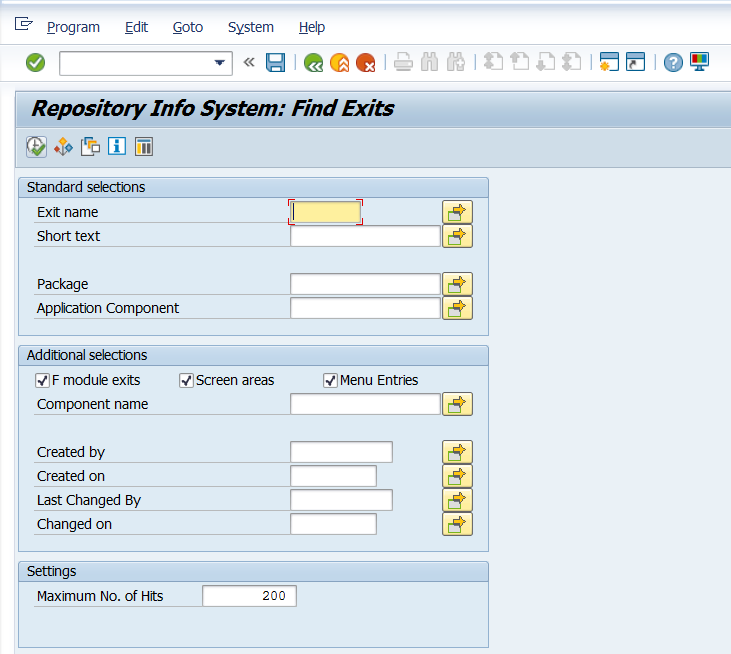 Program Edit Goto System Help
Repository Info System: Find Exits
Standard selections
Exit name
Short text
Package
Application Component
Additional selections
F module exits Screen areas Menu Entries
Component name
Created by
Created on
Last Changed By
Changed on
Settings
Maximum No. of Hits 200